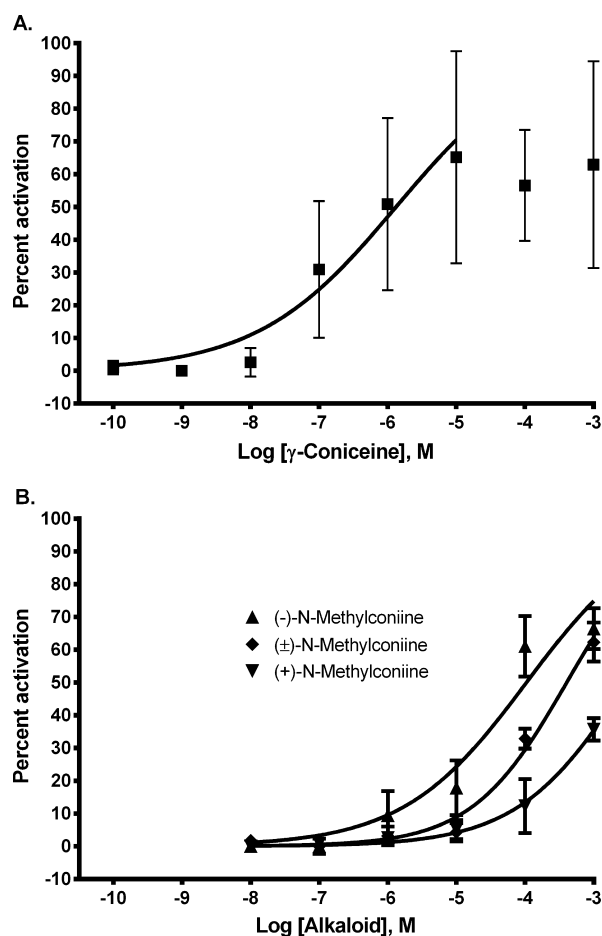 A.
100
90
80
70
60
50
40
30
20
10
0
-10
Percent activation
-10 -9 -8 -7 -6 -5 -4 -3
Log [γ-Coniceine], M
B.
100
90
80
70
60
50
40
30
20
10
0
-10
Percent activation
(-)-N-Methylconiine
(±)-N-Methylconiine
(+)-N-Methylconiine
-10 -9 -8 -7 -6 -5 -4 -3
Log [Alkaloid], M